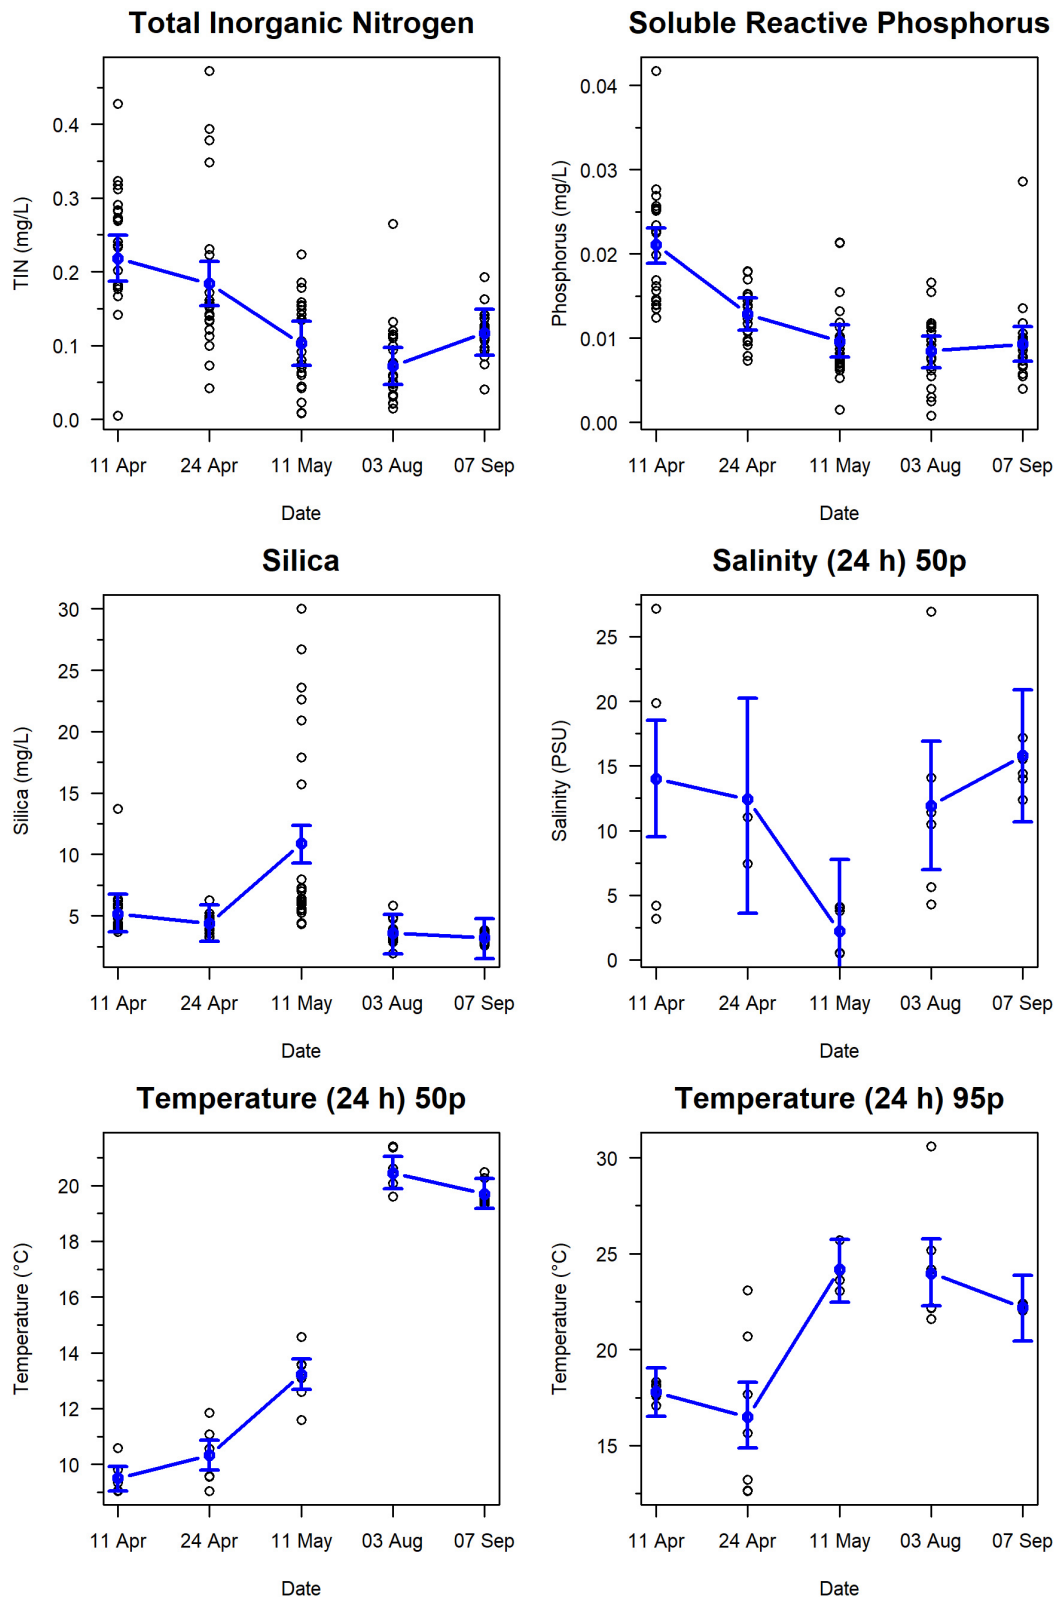 Total Inorganic Nitrogen
TIN (mg/L)
0.4
0.3
0.2
0.1
0.0
11 Apr 24 Apr 11 May 03 Aug 07 Sep
Date
Soluble Reactive Phosphorus
Phosphorus (mg/L)
0.04
0.03
0.02
0.01
0.00
11 Apr 24 Apr 11 May 03 Aug 07 Sep
Date
Silica
Silica (mg/L)
30
25
20
15
10
5
11 Apr 24 Apr 11 May 03 Aug 07 Sep
Date
Salinity (24 h) 50p
Salinity (PSU)
25
20
15
10
5
0
11 Apr 24 Apr 11 May 03 Aug 07 Sep
Date
Temperature (24 h) 50p
Temperature (°C)
20
18
16
14
12
10
11 Apr 24 Apr 11 May 03 Aug 07 Sep
Date
Temperature (24 h) 95p
Temperature (°C)
30
25
20
15
11 Apr 24 Apr 11 May 03 Aug 07 Sep
Date